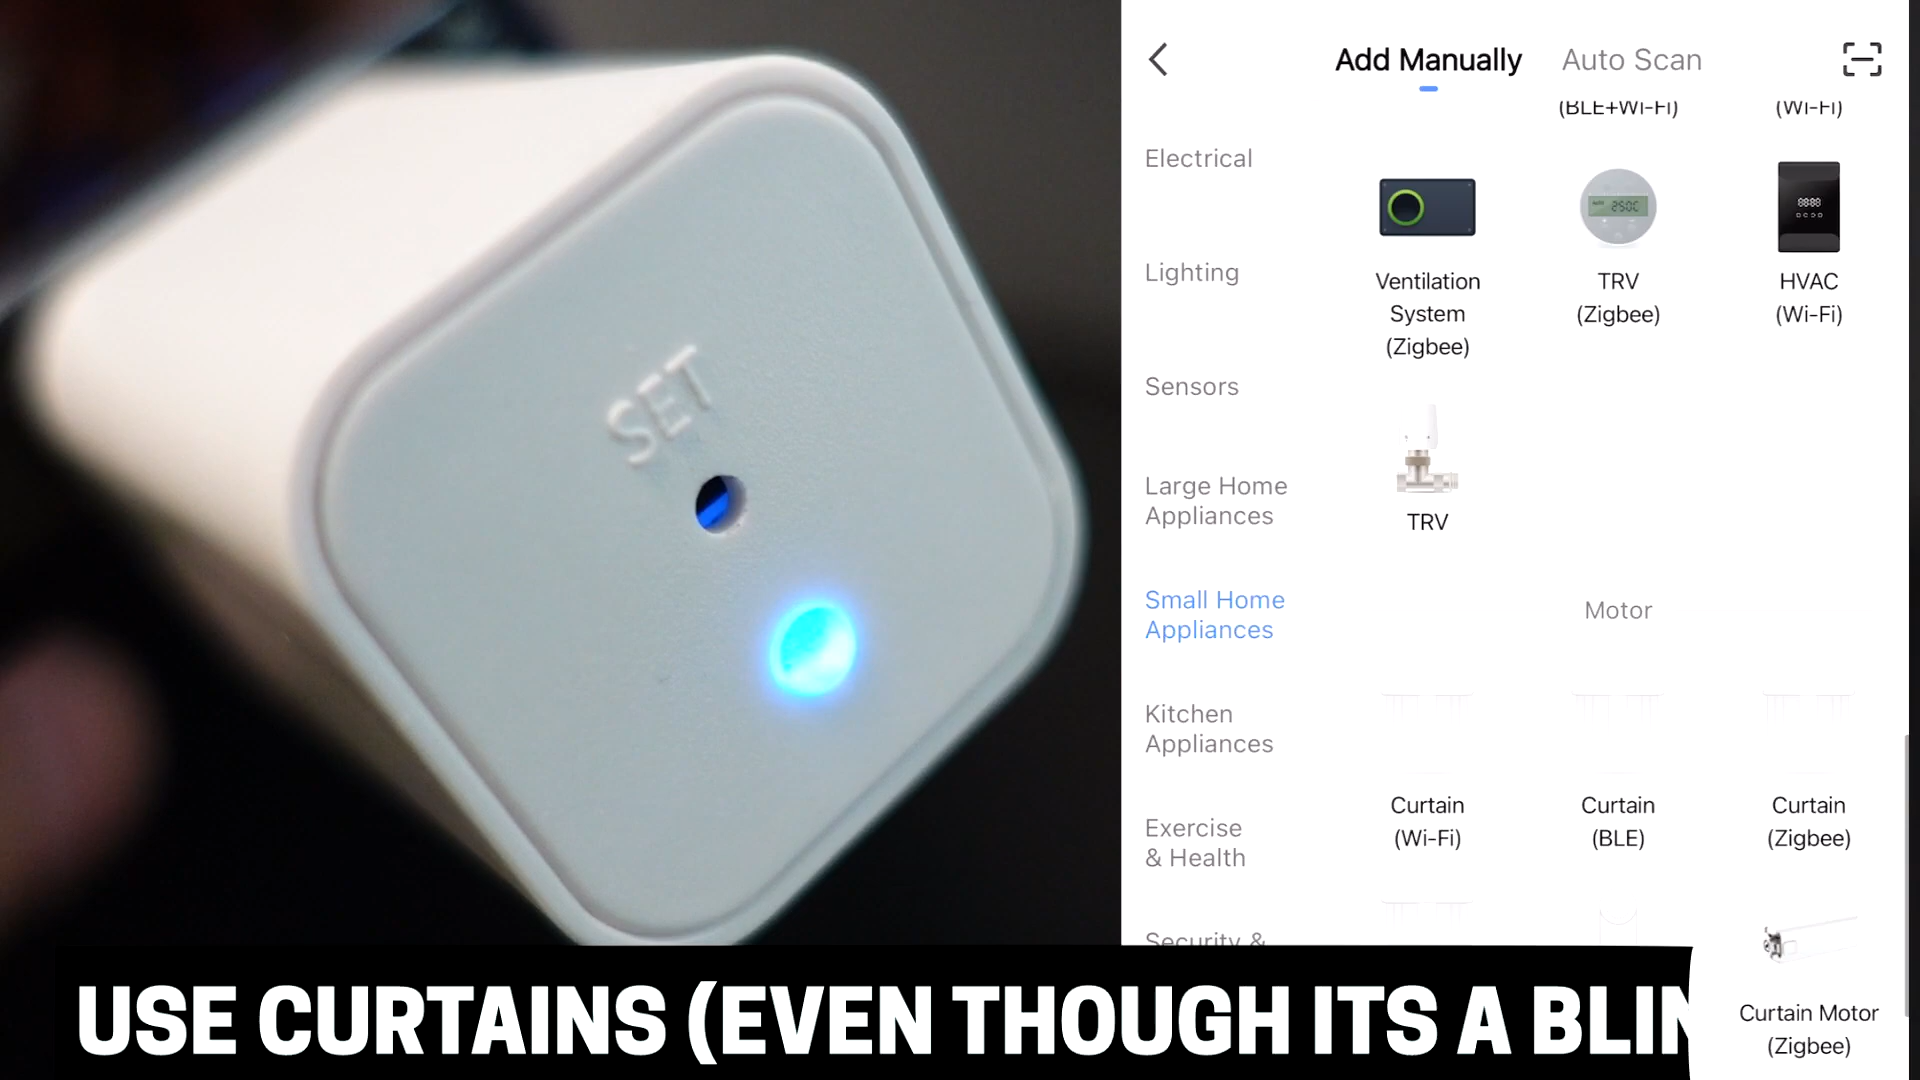 SET
Add Manually
Auto Scan
(BLE+Wi-Fi)
(Wi-Fi)
Electrical
Lighting
Sensors
Large Home
Appliances
Small Home
Appliances
Kitchen
Appliances
Exercise
& Health
Security &
Ventilation
System
(Zigbee)
TRV
(Zigbee)
HVAC
(Wi-Fi)
TRV
Motor
Curtain
(Wi-Fi)
Curtain
(BLE)
Curtain
(Zigbee)
Curtain Motor
(Zigbee)
USE CURTAINS (EVEN THOUGH ITS A BLIN